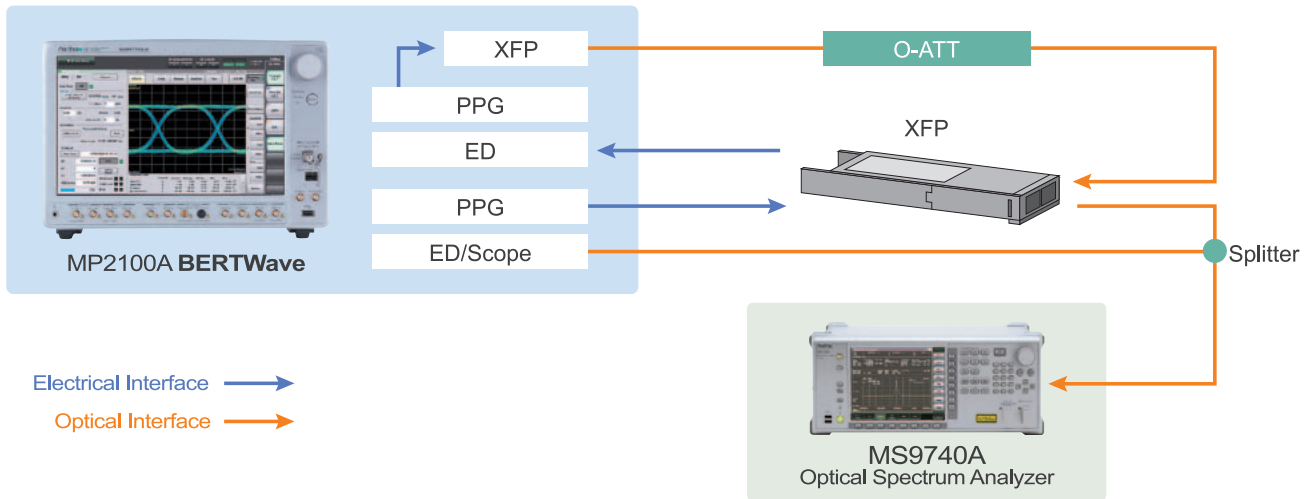 XFP
O-ATT
PPG
XFP
ED
PPG
ED/Scope
MP2100A BERTWave
Splitter
Electrical Interface
Optical Interface
MS9740A
Optical Spectrum Analyzer